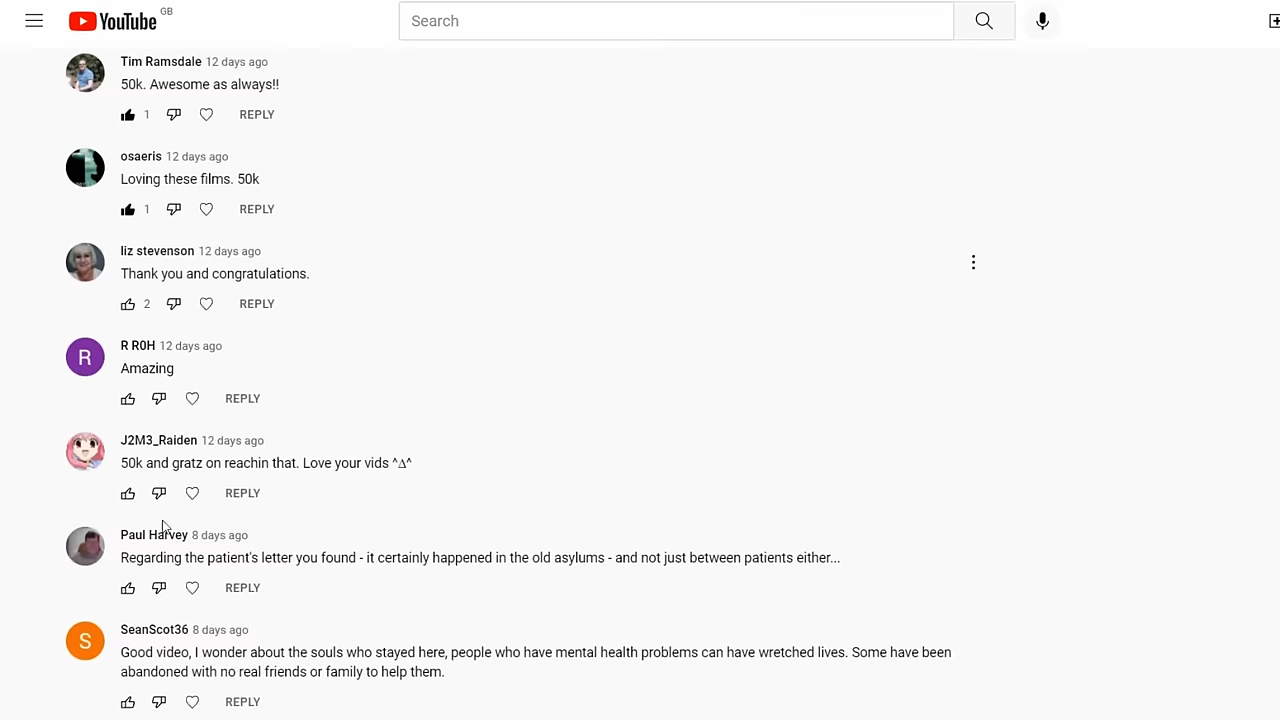 YouTube GB
Search
Tim Ramsdale 12 days ago
50k. Awesome as always!!
1 REPLY
osaeris 12 days ago
Loving these films. 50k
1 REPLY
liz stevenson 12 days ago
Thank you and congratulations.
2 REPLY
R
R R0H 12 days ago
Amazing
REPLY
J2M3_Raiden 12 days ago
50k and gratz on reachin that. Love your vids ^∆^
REPLY
Paul Harvey 8 days ago
Regarding the patient's letter you found - it certainly happened in the old asylums - and not just between patients either...
REPLY
S
SeanScot36 8 days ago
Good video, I wonder about the souls who stayed here, people who have mental health problems can have wretched lives. Some have been
abandoned with no real friends or family to help them.
REPLY